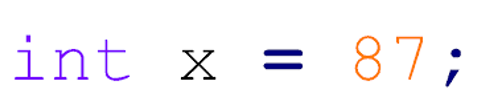 int x = 87;